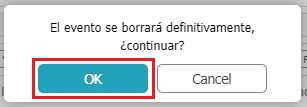 El evento se borrará definitivamente,
¿continuar?
OK
Cancel